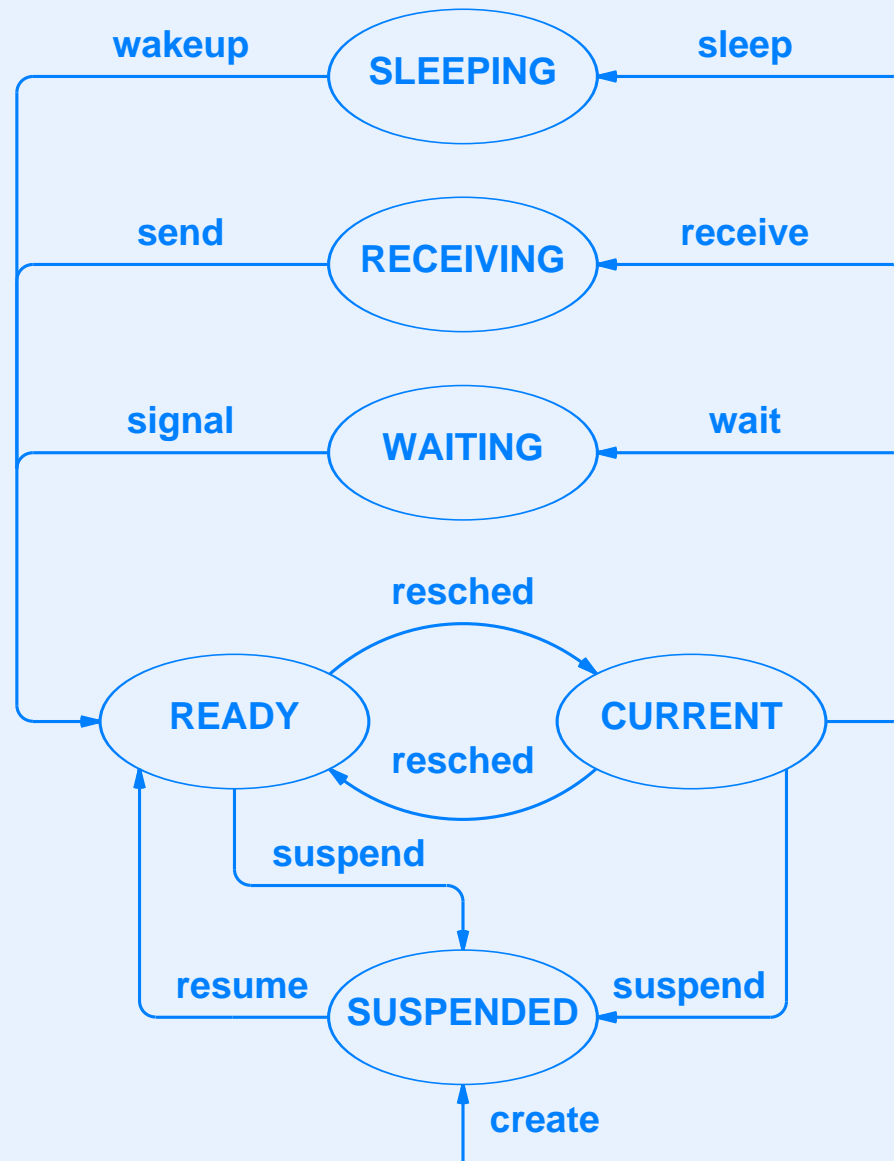 wakeup
SLEEPING
sleep
send
RECEIVING
receive
signal
WAITING
wait
resched
READY
CURRENT
resched
suspend
resume
SUSPENDED
suspend
create